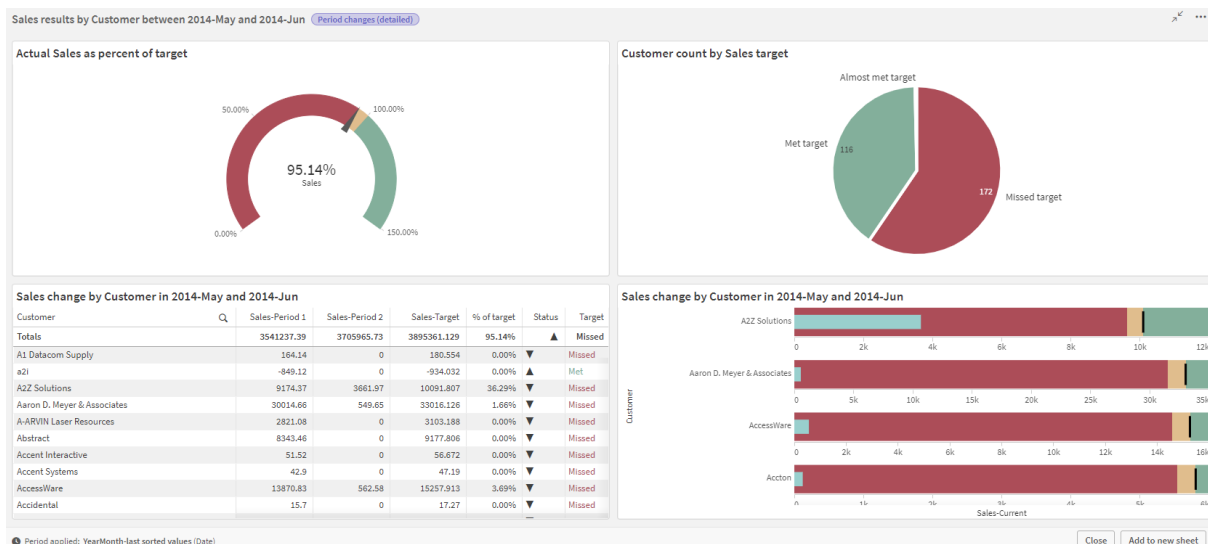 Sales results by Customer between 2014-May and 2014-Jun Period changes (detailed)
Actual Sales as percent of target
50.00%
100.00%
95.14%
Sales
0.00%
150.00%
Customer count by Sales target
Almost met target
Met target
116
172
Missed target
Sales change by Customer in 2014-May and 2014-Jun
Customer Sales-Period 1 Sales-Period 2 Sales-Target % of target Status Target
Totals 3541237.39 3705965.73 3895361.129 95.14% ▲ Missed
A1 Datacom Supply 164.14 0 180.554 0.00% ▼ Missed
a2i -849.12 0 -934.032 0.00% ▲ Met
A2Z Solutions 9174.37 3661.97 10091.807 36.29% ▼ Missed
Aaron D. Meyer & Associates 30014.66 549.65 33016.126 1.66% ▼ Missed
A-ARVIN Laser Resources 2821.08 0 3103.188 0.00% ▼ Missed
Abstract 8343.46 0 9177.806 0.00% ▼ Missed
Accent Interactive 51.52 0 56.672 0.00% ▼ Missed
Accent Systems 42.9 0 47.19 0.00% ▼ Missed
AccessWare 13870.83 562.58 15257.913 3.69% ▼ Missed
Accidental 15.7 0 17.27 0.00% ▼ Missed
Sales change by Customer in 2014-May and 2014-Jun
Customer
A2Z Solutions
0 2k 4k 6k 8k 10k 12k
Aaron D. Meyer & Associates
0 5k 10k 15k 20k 25k 30k 35k
AccessWare
0 2k 4k 6k 8k 10k 12k 14k 16k
Accton
0 1k 2k 3k 4k 5k 6k
Sales-Current
Period applied: YearMonth-last sorted values (Date)
Close
Add to new sheet